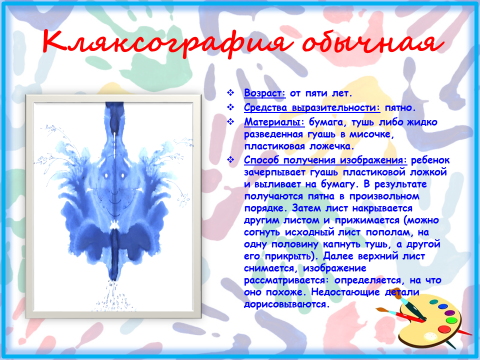 Кляксография обычная
Возраст: от пяти лет.
Средства выразительности: пятно.
Материалы: бумага, тушь либо жидко
разведенная гуашь в мисочке,
пластиковая ложечка.
Способ получения изображения: ребенок
зачерпывает гуашь пластиковой ложкой
и выливает на бумагу. В результате
получаются пятна в произвольном
порядке. Затем лист накрывается
другим листом и прижимается (можно
согнуть исходный лист пополам, на
одну половину капнуть тушь, а другой
его прикрыть). Далее верхний лист
снимается, изображение
рассматривается: определяется, на что
оно похоже. Недостающие детали
дорисовываются.